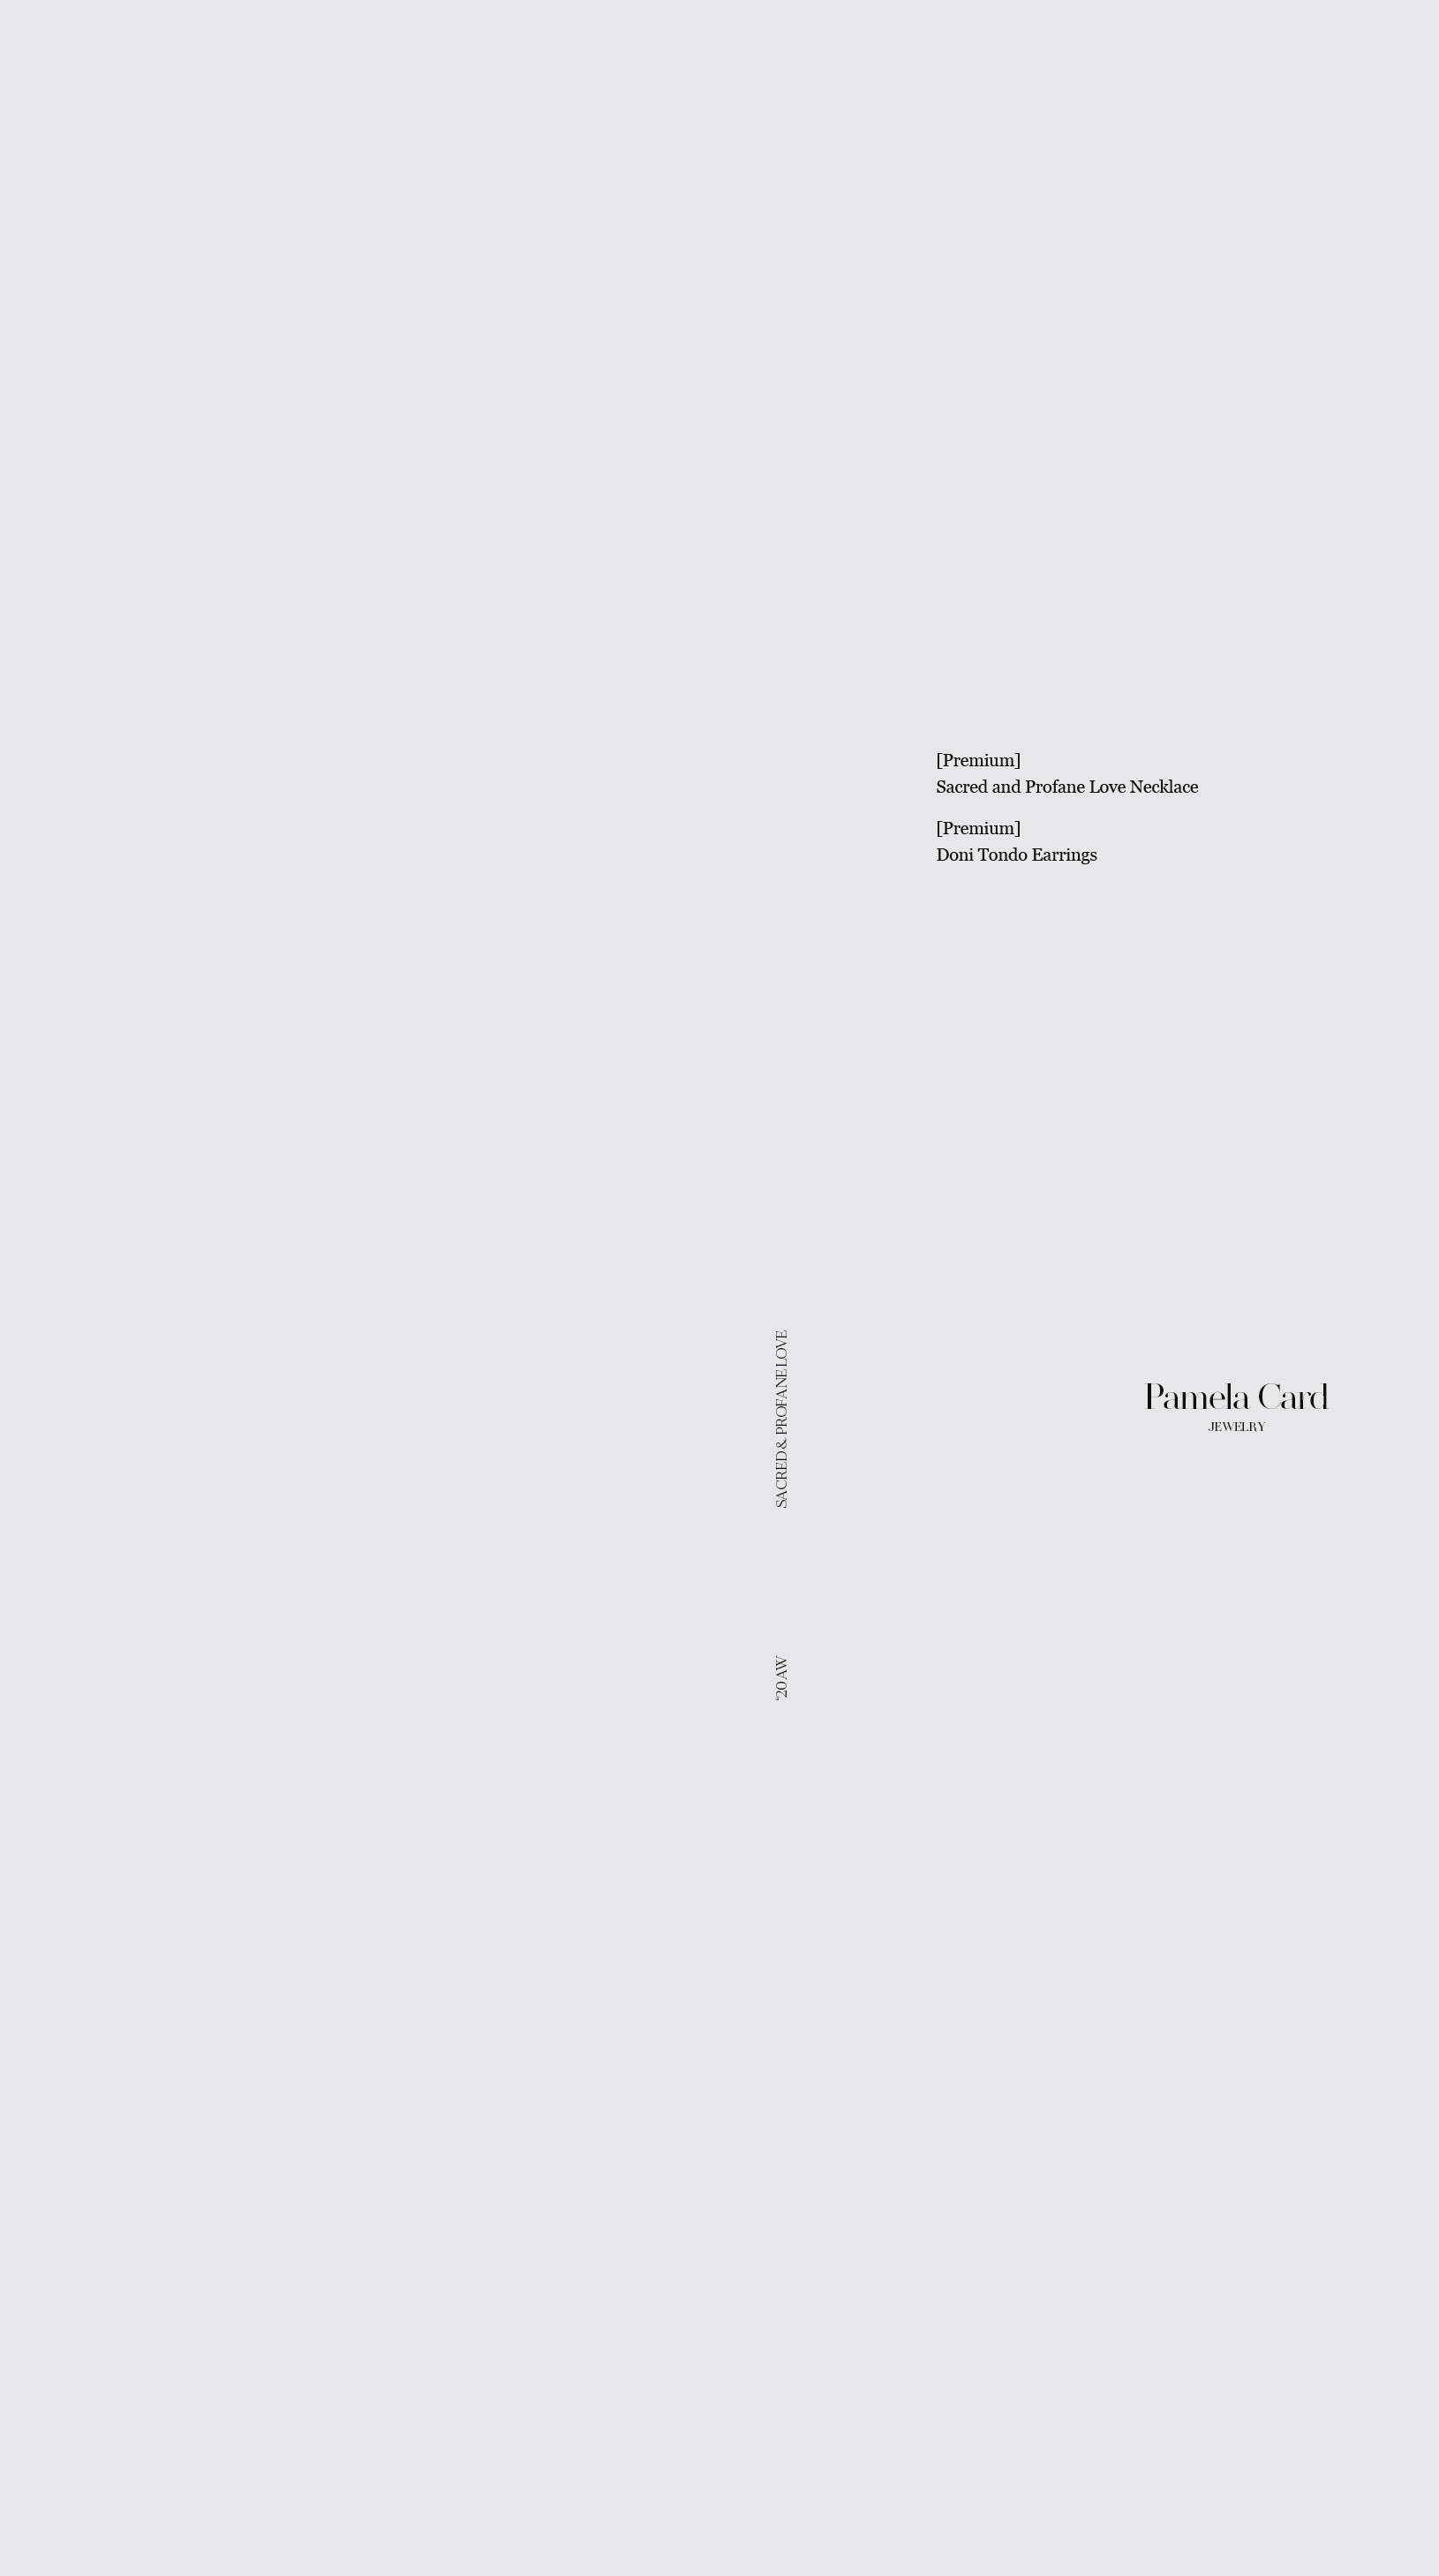 [Premium]
Sacred and Profane Love Necklace
[Premium]
Doni Tondo Earrings
SACRED & PROFANE LOVE
Pamela Card
JEWELRY
'20 AW